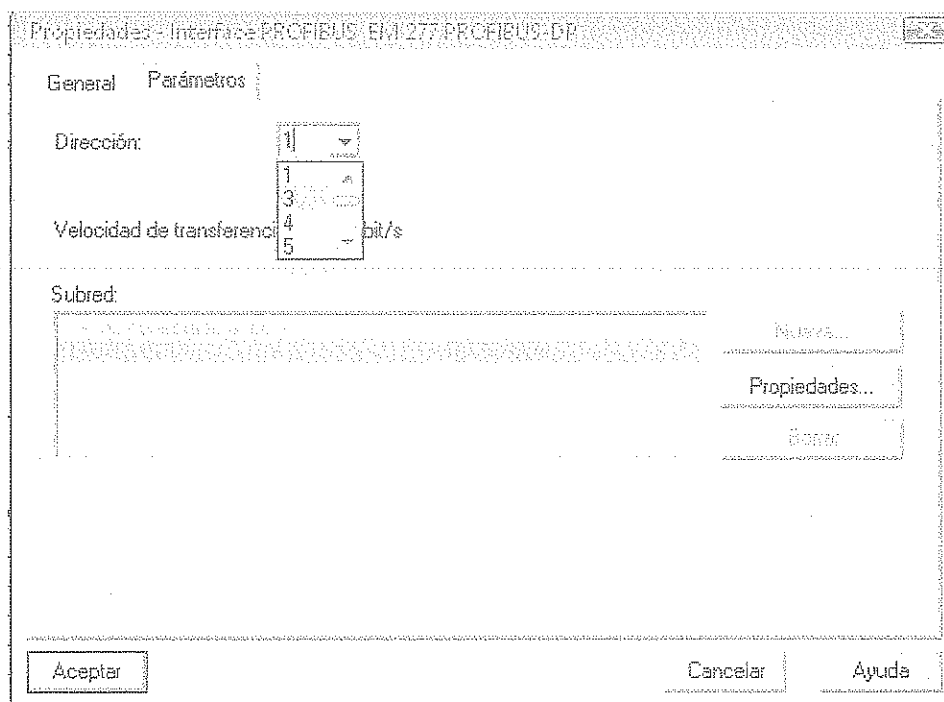 Propiedades - Interface PROFIBUS EM 277 PROFIBUS-DP
General Parámetros
Dirección: 1
1
3
4
5
Velocidad de transferenci bit/s
Subred:
Nueva...
Propiedades...
Borrar
Aceptar Cancelar Ayuda